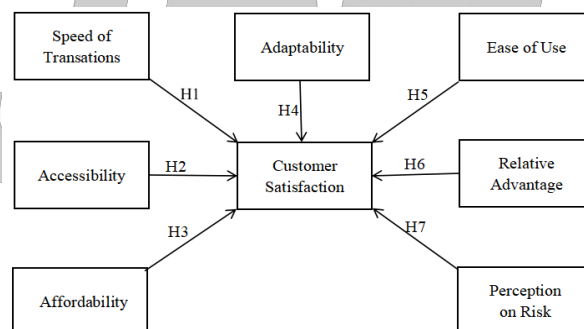 Speed of
Transations
Adaptability
Ease of Use
H1
H4
H5
Accessibility
H2
Customer
Satisfaction
H6
Relative
Advantage
H3
H7
Affordability
Perception
on Risk